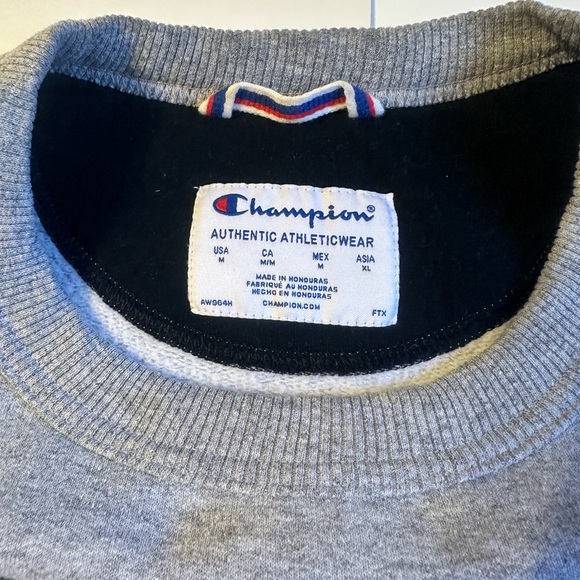 Champion®
AUTHENTIC ATHLETICWEAR
USA CA MEX ASIA
M M/M M XL
MADE IN HONDURAS
FABRIQUÉ AU HONDURAS
HECHO EN HONDURAS
AW964H CHAMPION.COM FTX